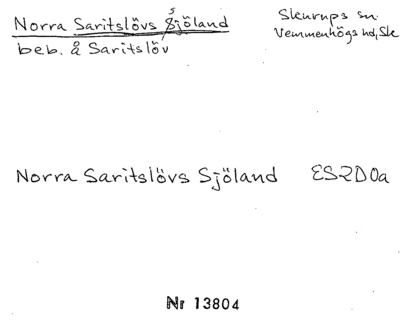 Norra Saritslövs Sjöland
beb. å Saritslöv
Skurups sn
Vemmenhögs hd, Sk
Norra Saritslövs Sjöland ES2D0a
Nr 13804